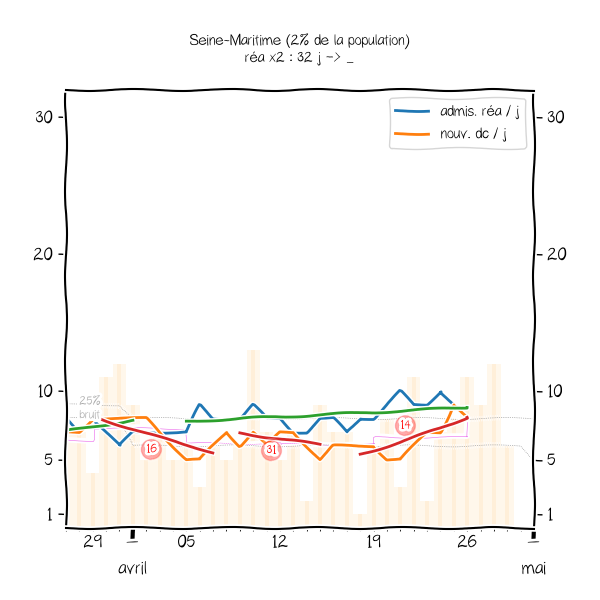 Seine-Maritime (2% de la population)
réa x2 : 32 j -> _
admis. réa / j
nouv. dc / j
30
30
20
20
10
10
25%
bruit
14
16
31
5
5
1
1
29
05
12
19
26
avril
mai